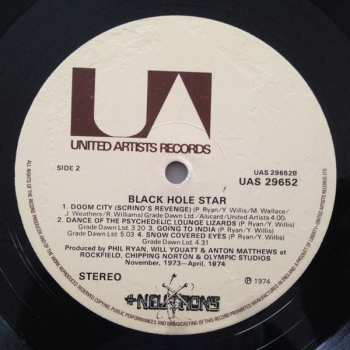 UA
UNITED ARTISTS RECORDS
SIDE 2
UAS 29652B
UAS 29652
BLACK HOLE STAR
1. DOOM CITY (SCRINO'S REVENGE) (P Ryan/Y Willis/M. Wallace/
J Weathers/R Williams) Grade Dawn Ltd./Alucard/United Artists 4.00
2. DANCE OF THE PSYCHEDELIC LOUNGE LIZARDS (P Ryan/Y Willis)
Grade Dawn Ltd 5.03 3. GOING TO INDIA (P Ryan/Y Willis)
Grade Dawn Ltd 5.04 4. SNOW COVERED EYES (P Ryan/Y. Willis)
Grade Dawn Ltd. 4.31
Produced by PHIL RYAN, WILL YOUATT & ANTON MATTHEWS at
ROCKFIELD, CHIPPING NORTON & OLYMPIC STUDIOS
November, 1973—April, 1974
STEREO
℗ 1974
NEUTRONS